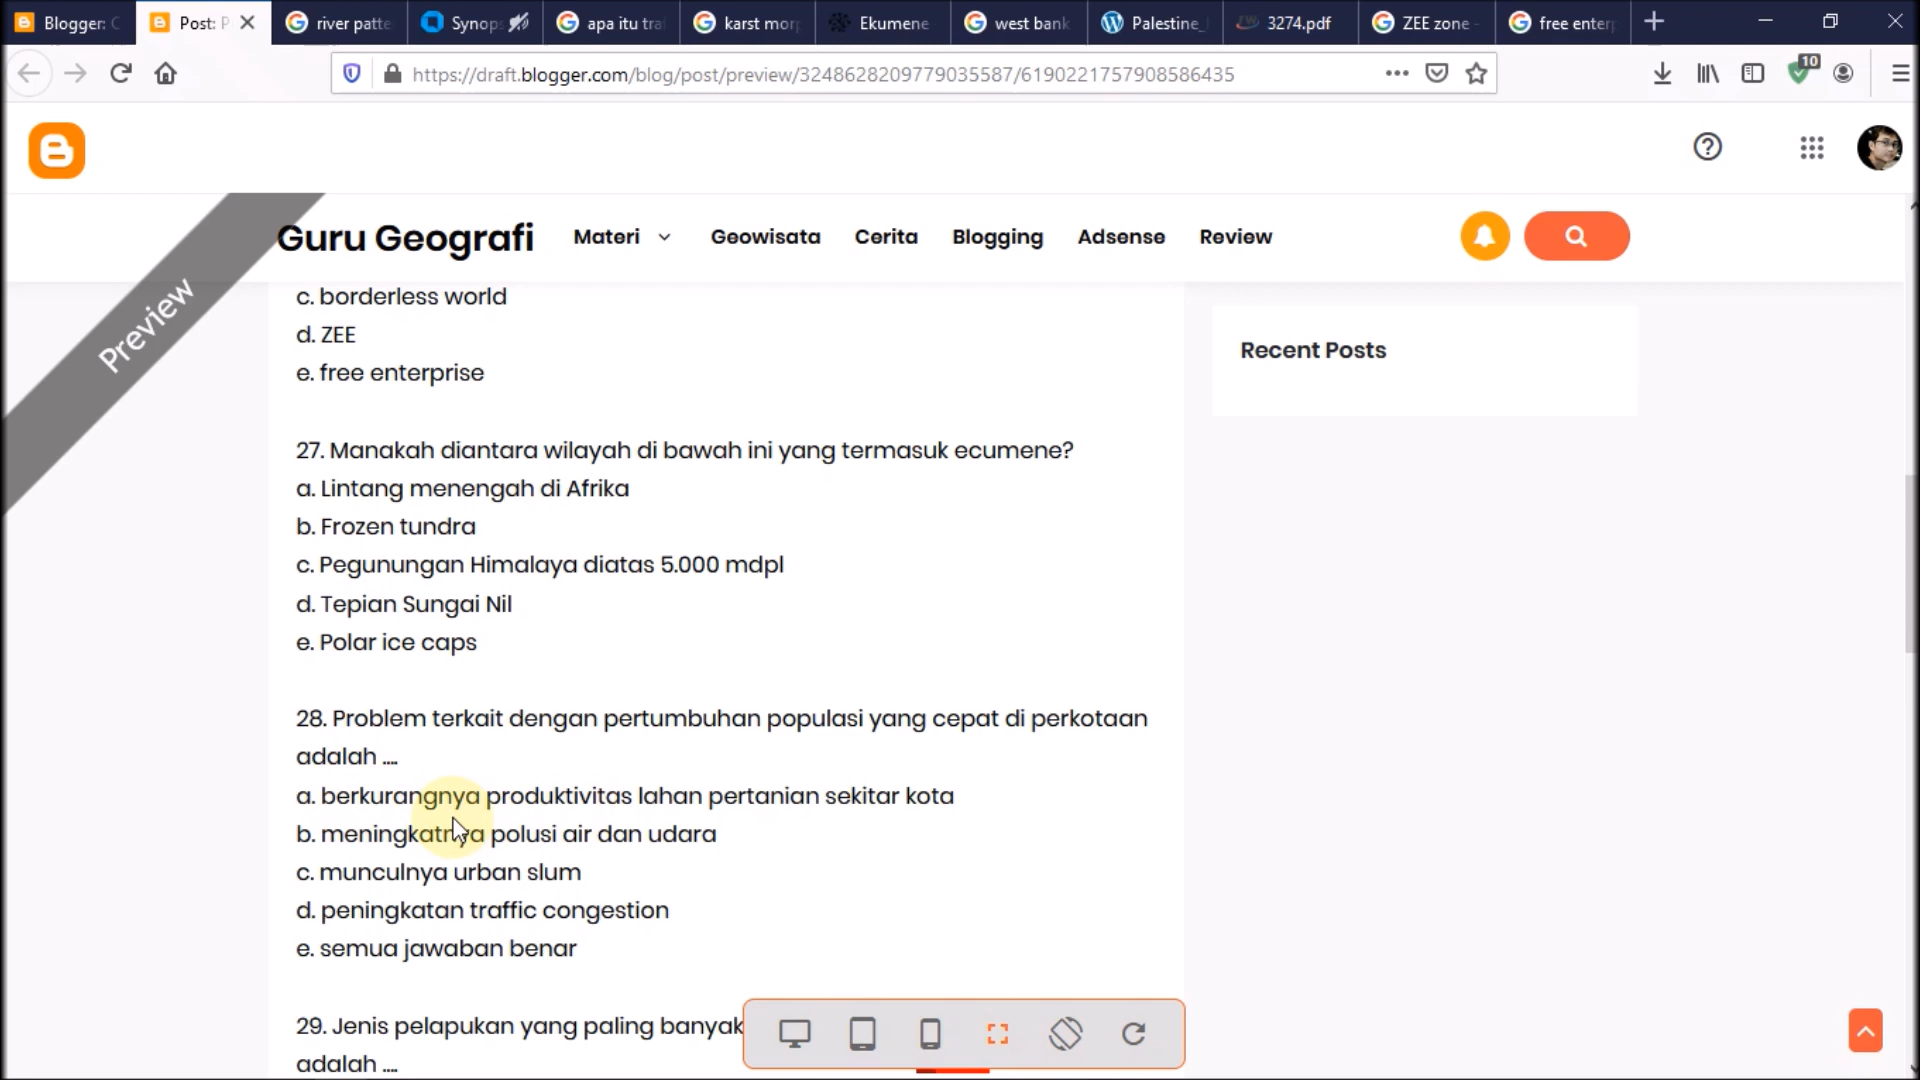 Blogger: C
Post: P
river patte
Synops
apa itu tra
karst mor
Ekumene
west bank
Palestine_
3274.pdf
ZEE zone -
free enterp
https://draft.blogger.com/blog/post/preview/3248628209779035587/6190221757908586435
10
Preview
Guru Geografi
Materi
Geowisata
Cerita
Blogging
Adsense
Review
c. borderless world
d. ZEE
e. free enterprise
Recent Posts
27. Manakah diantara wilayah di bawah ini yang termasuk ecumene?
a. Lintang menengah di Afrika
b. Frozen tundra
c. Pegunungan Himalaya diatas 5.000 mdpl
d. Tepian Sungai Nil
e. Polar ice caps
28. Problem terkait dengan pertumbuhan populasi yang cepat di perkotaan
adalah ....
a. berkurangnya produktivitas lahan pertanian sekitar kota
b. meningkatnya polusi air dan udara
c. munculnya urban slum
d. peningkatan traffic congestion
e. semua jawaban benar
29. Jenis pelapukan yang paling banyak
adalah ....